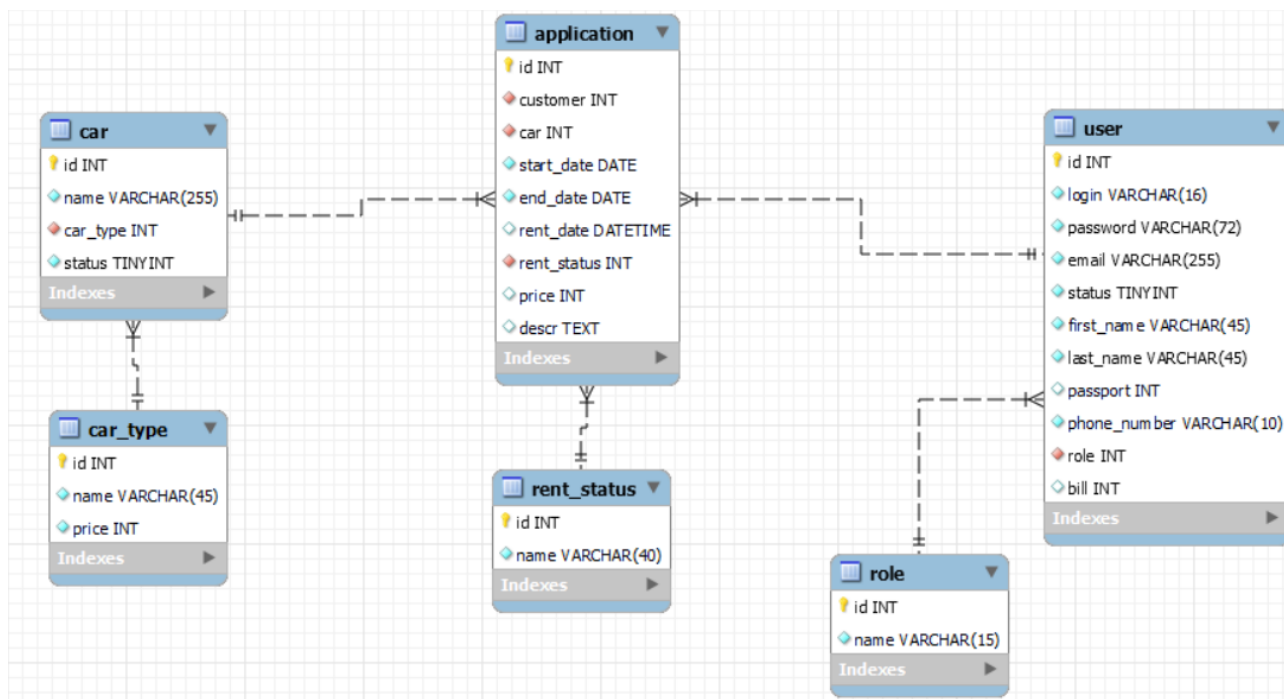 application
id INT
customer INT
car INT
start_date DATE
end_date DATE
rent_date DATETIME
rent_status INT
price INT
descr TEXT
Indexes
car
id INT
name VARCHAR(255)
car_type INT
status TINYINT
Indexes
user
id INT
login VARCHAR(16)
password VARCHAR(72)
email VARCHAR(255)
status TINYINT
first_name VARCHAR(45)
last_name VARCHAR(45)
passport INT
phone_number VARCHAR(10)
role INT
bill INT
Indexes
car_type
id INT
name VARCHAR(45)
price INT
Indexes
rent_status
id INT
name VARCHAR(40)
Indexes
role
id INT
name VARCHAR(15)
Indexes